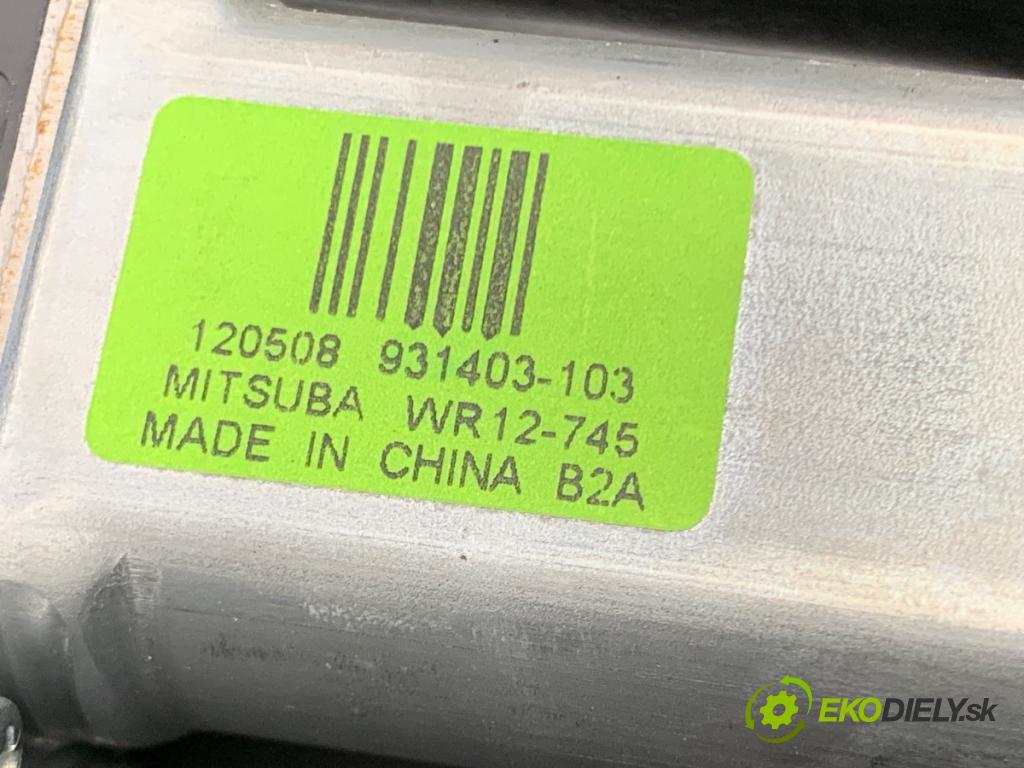 120508 931403-103
MITSUBA WR12-745
MADE IN CHINA B2A
EKODIELY.sk